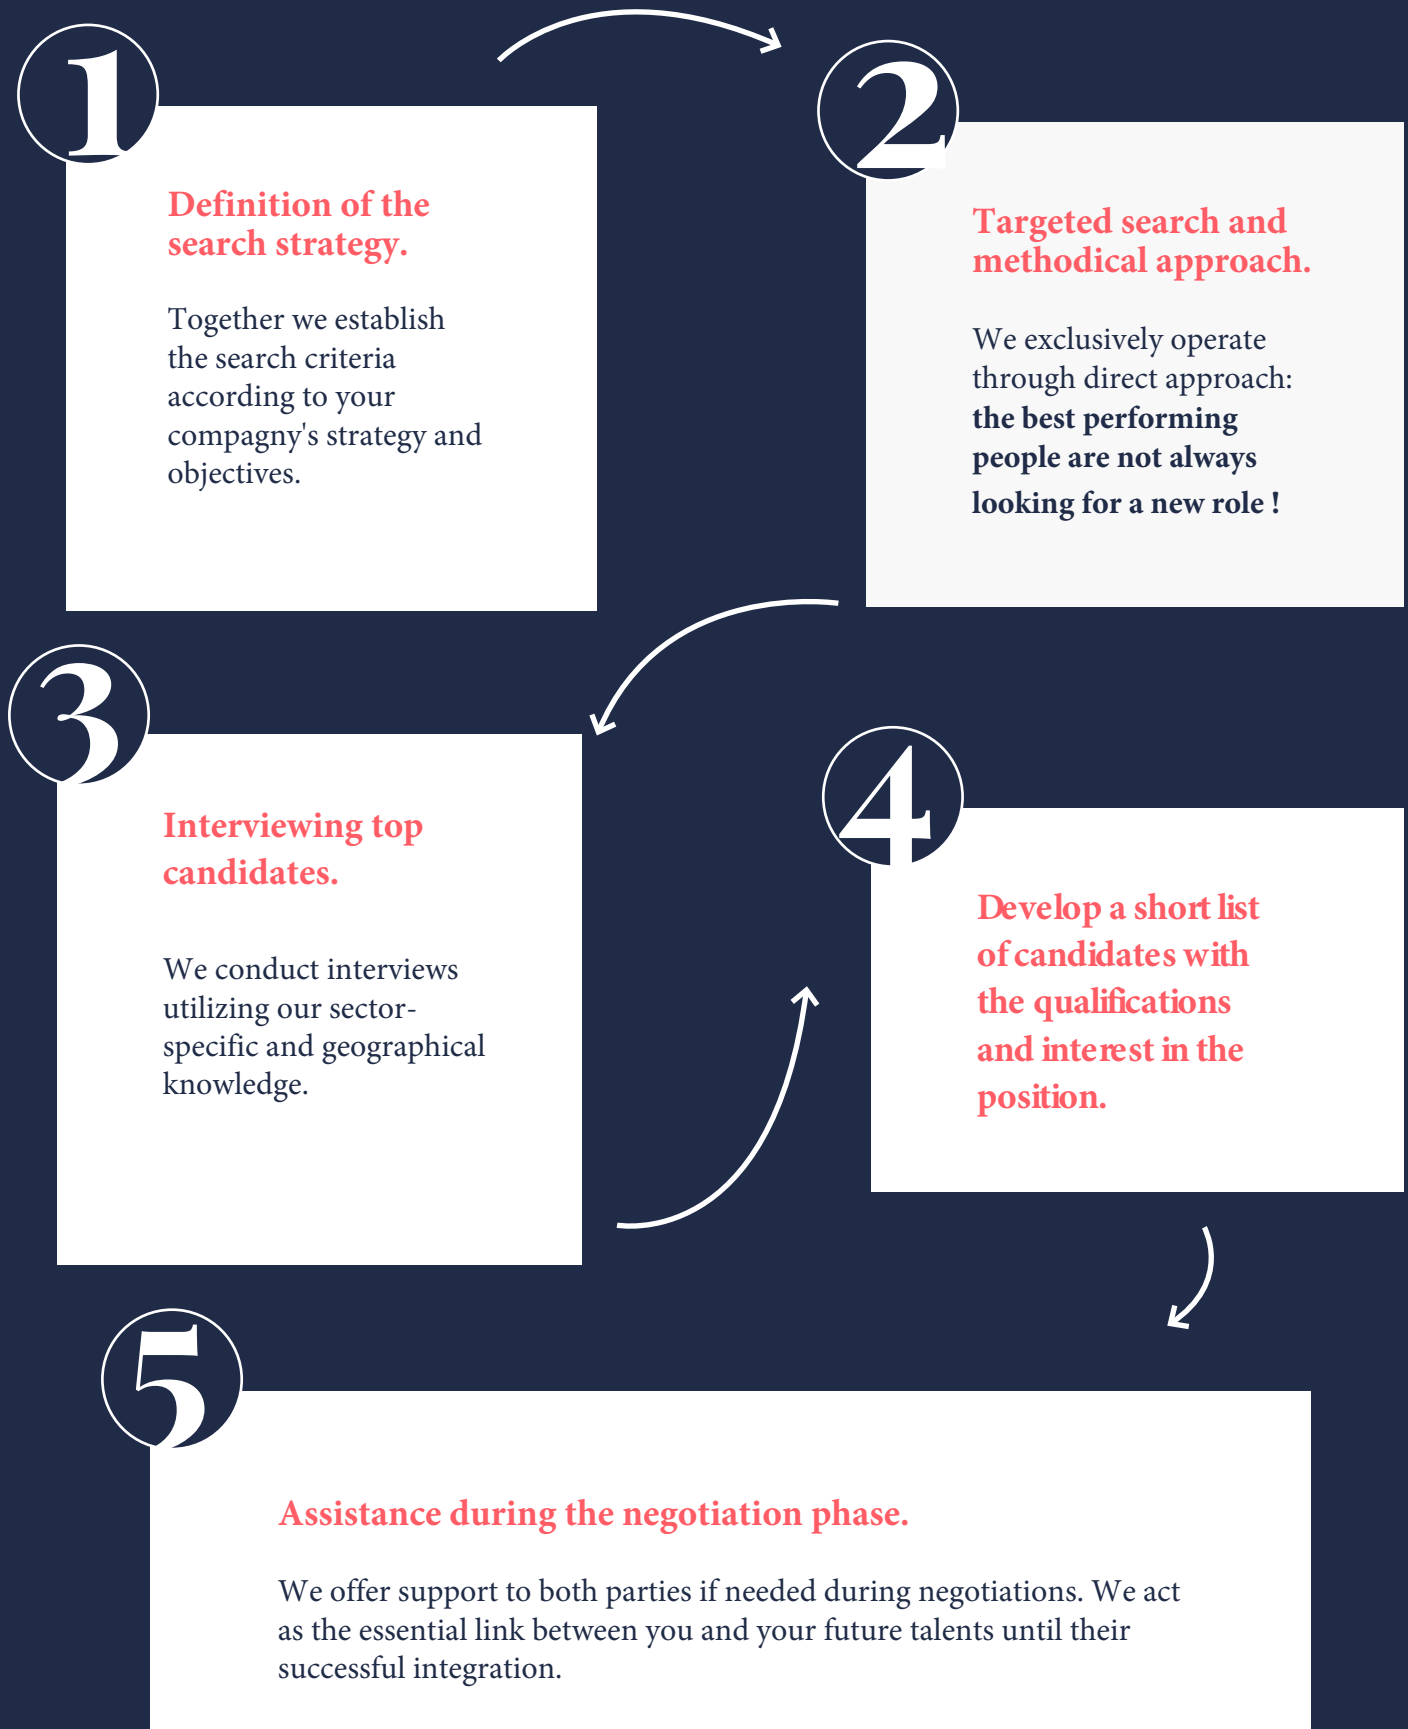 1
Definition of the
search strategy.
Together we establish
the search criteria
according to your
compagny's strategy and
objectives.
2
Targeted search and
methodical approach.
We exclusively operate
through direct approach:
the best performing
people are not always
looking for a new role !
3
Interviewing top
candidates.
We conduct interviews
utilizing our sector-
specific and geographical
knowledge.
4
Develop a short list
of candidates with
the qualifications
and interest in the
position.
5
Assistance during the negotiation phase.
We offer support to both parties if needed during negotiations. We act
as the essential link between you and your future talents until their
successful integration.